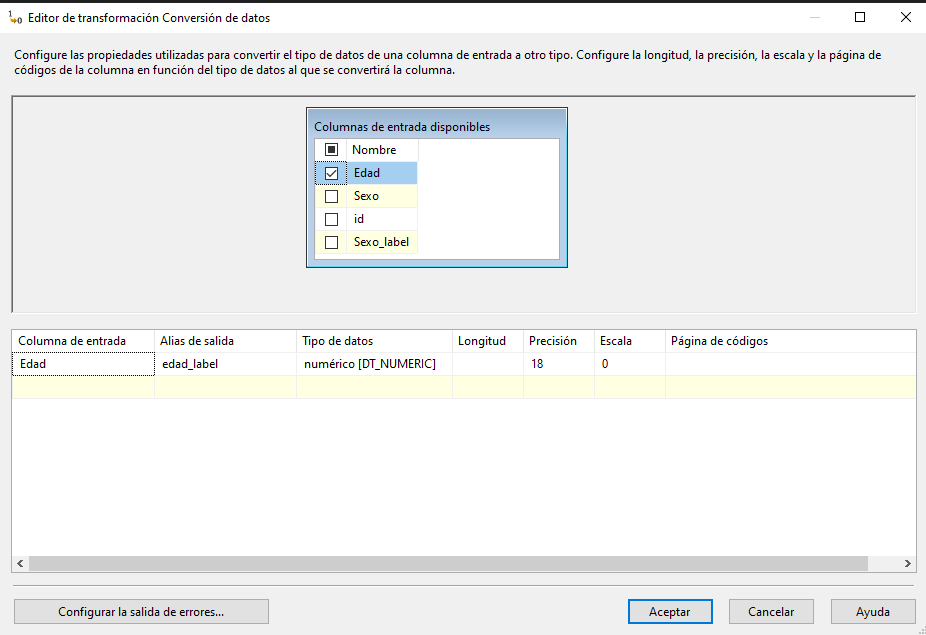 Editor de transformación Conversión de datos
Configure las propiedades utilizadas para convertir el tipo de datos de una columna de entrada a otro tipo. Configure la longitud, la precisión, la escala y la página de
códigos de la columna en función del tipo de datos al que se convertirá la columna.
Columnas de entrada disponibles
Nombre
Edad
Sexo
id
Sexo_label
Columna de entrada Alias de salida Tipo de datos Longitud Precisión Escala Página de códigos
Edad edad_label numérico [DT_NUMERIC] 18 0
Configurar la salida de errores... Aceptar Cancelar Ayuda